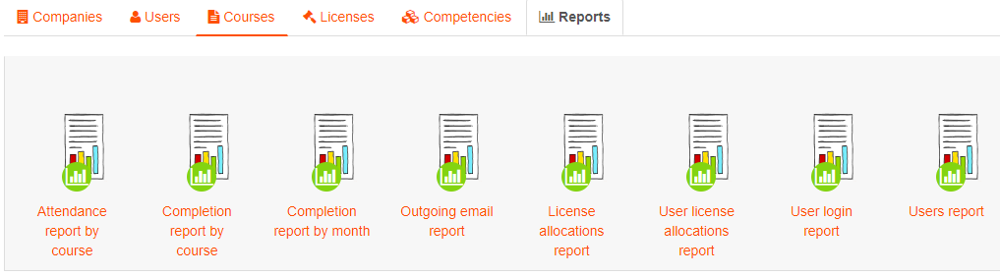 Companies Users Courses Licenses Competencies Reports
Attendance report by course
Completion report by course
Completion report by month
Outgoing email report
License allocations report
User license allocations report
User login report
Users report